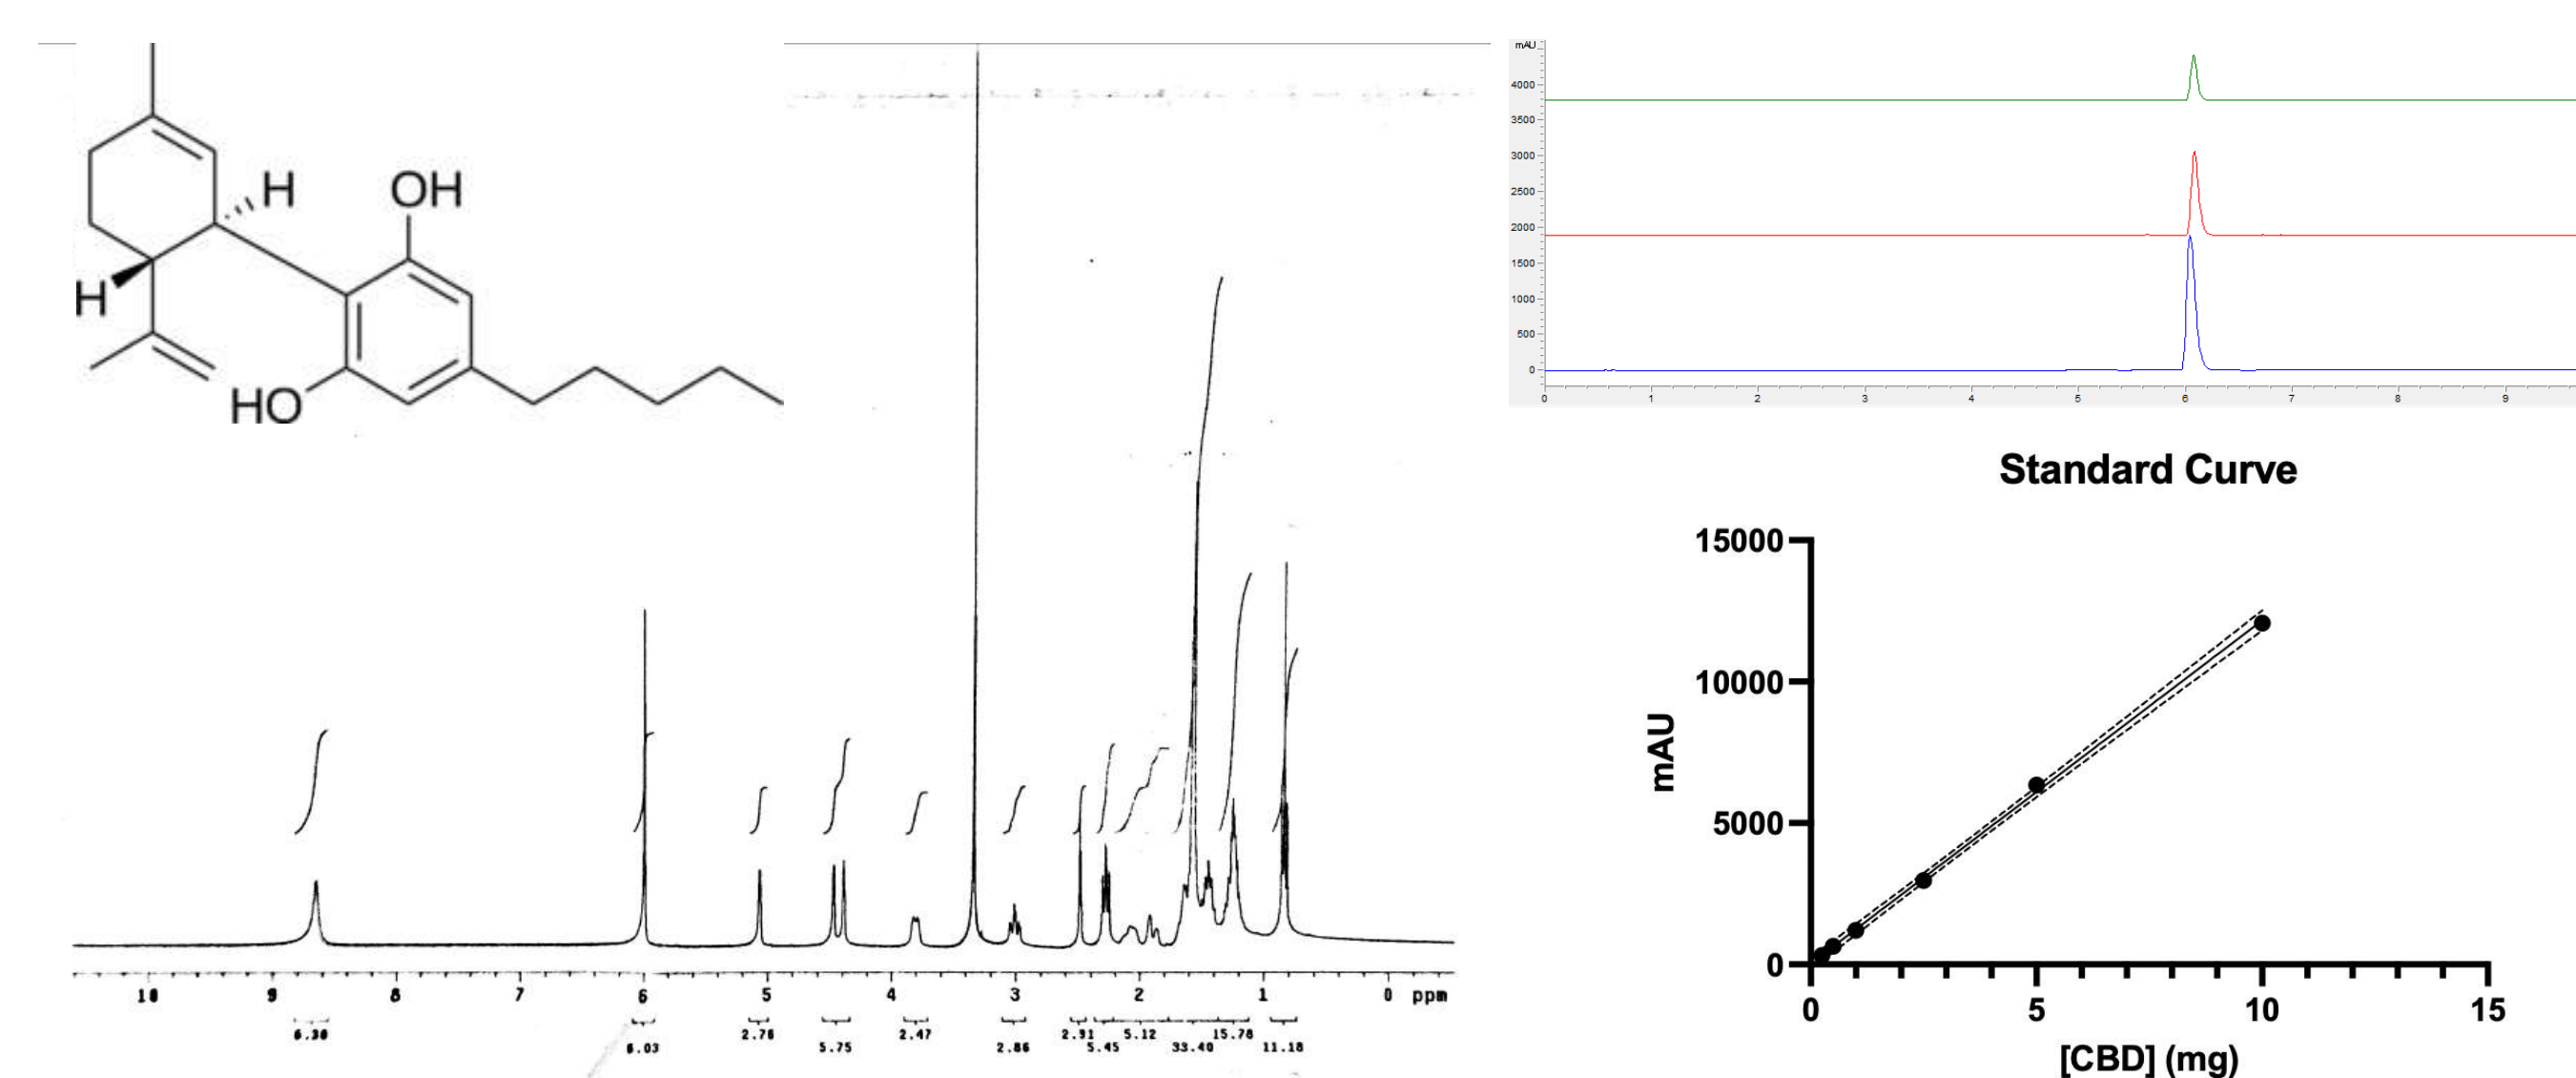 H
OH
H
HO
10 9 8 7 6 5 4 3 2 1 0 ppm
6.30 2.76 2.47 2.91 5.12 15.78
6.03 5.75 2.86 5.45 33.40 11.18
mAU
4000
3500
3000
2500
2000
1500
1000
500
0
0 1 2 3 4 5 6 7 8 9
Standard Curve
15000
10000
5000
0
mAU
0 5 10 15
[CBD] (mg)